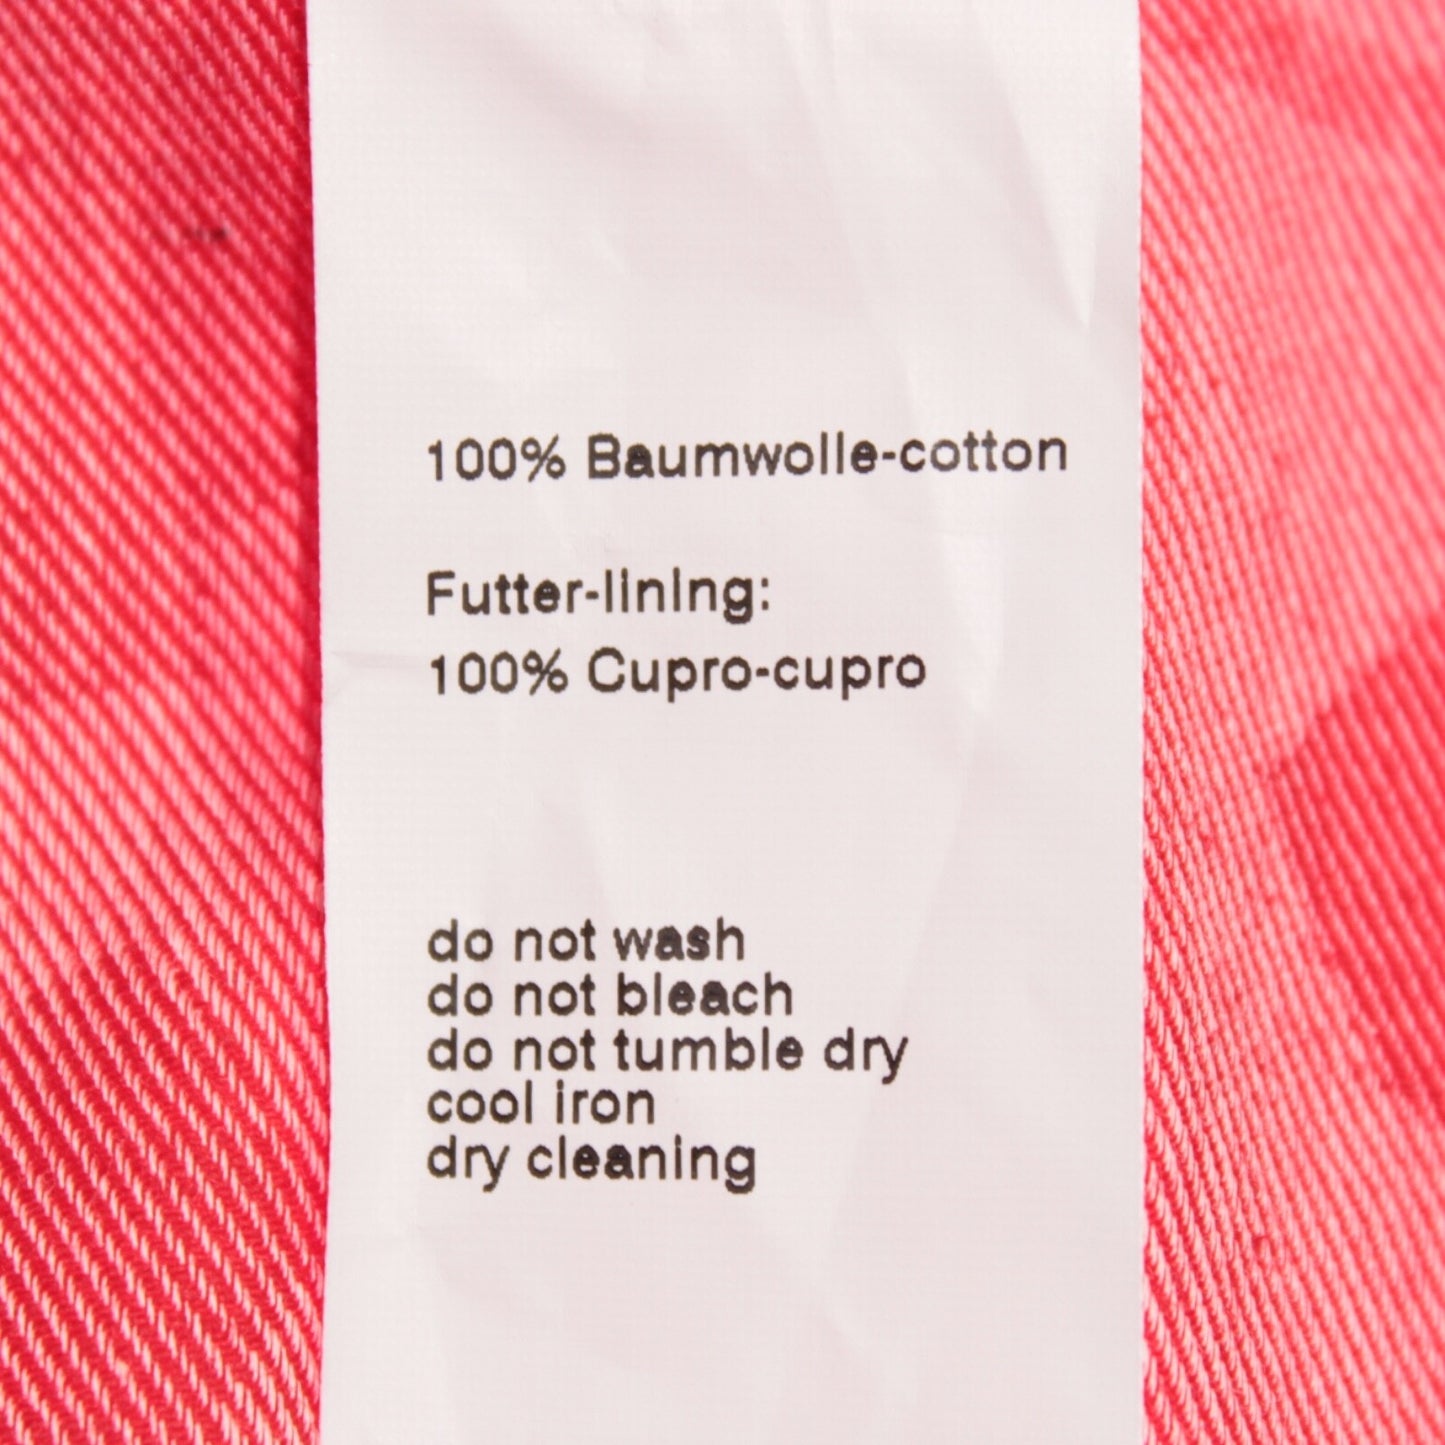 100% Baumwolle-cotton
Futter-lining:
100% Cupro-cupro
do not wash
do not bleach
do not tumble dry
cool iron
dry cleaning